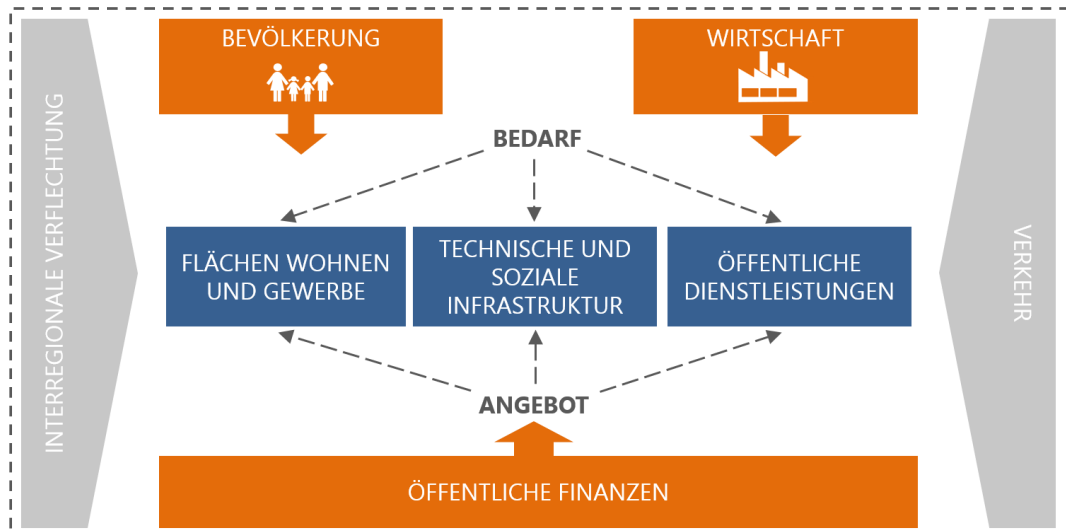 BEVÖLKERUNG
WIRTSCHAFT
INTERREGIONALE VERFLECHTUNG
BEDARF
FLÄCHEN WOHNEN
UND GEWERBE
TECHNISCHE UND
SOZIALE
INFRASTRUKTUR
ÖFFENTLICHE
DIENSTLEISTUNGEN
VERKEHR
ANGEBOT
ÖFFENTLICHE FINANZEN